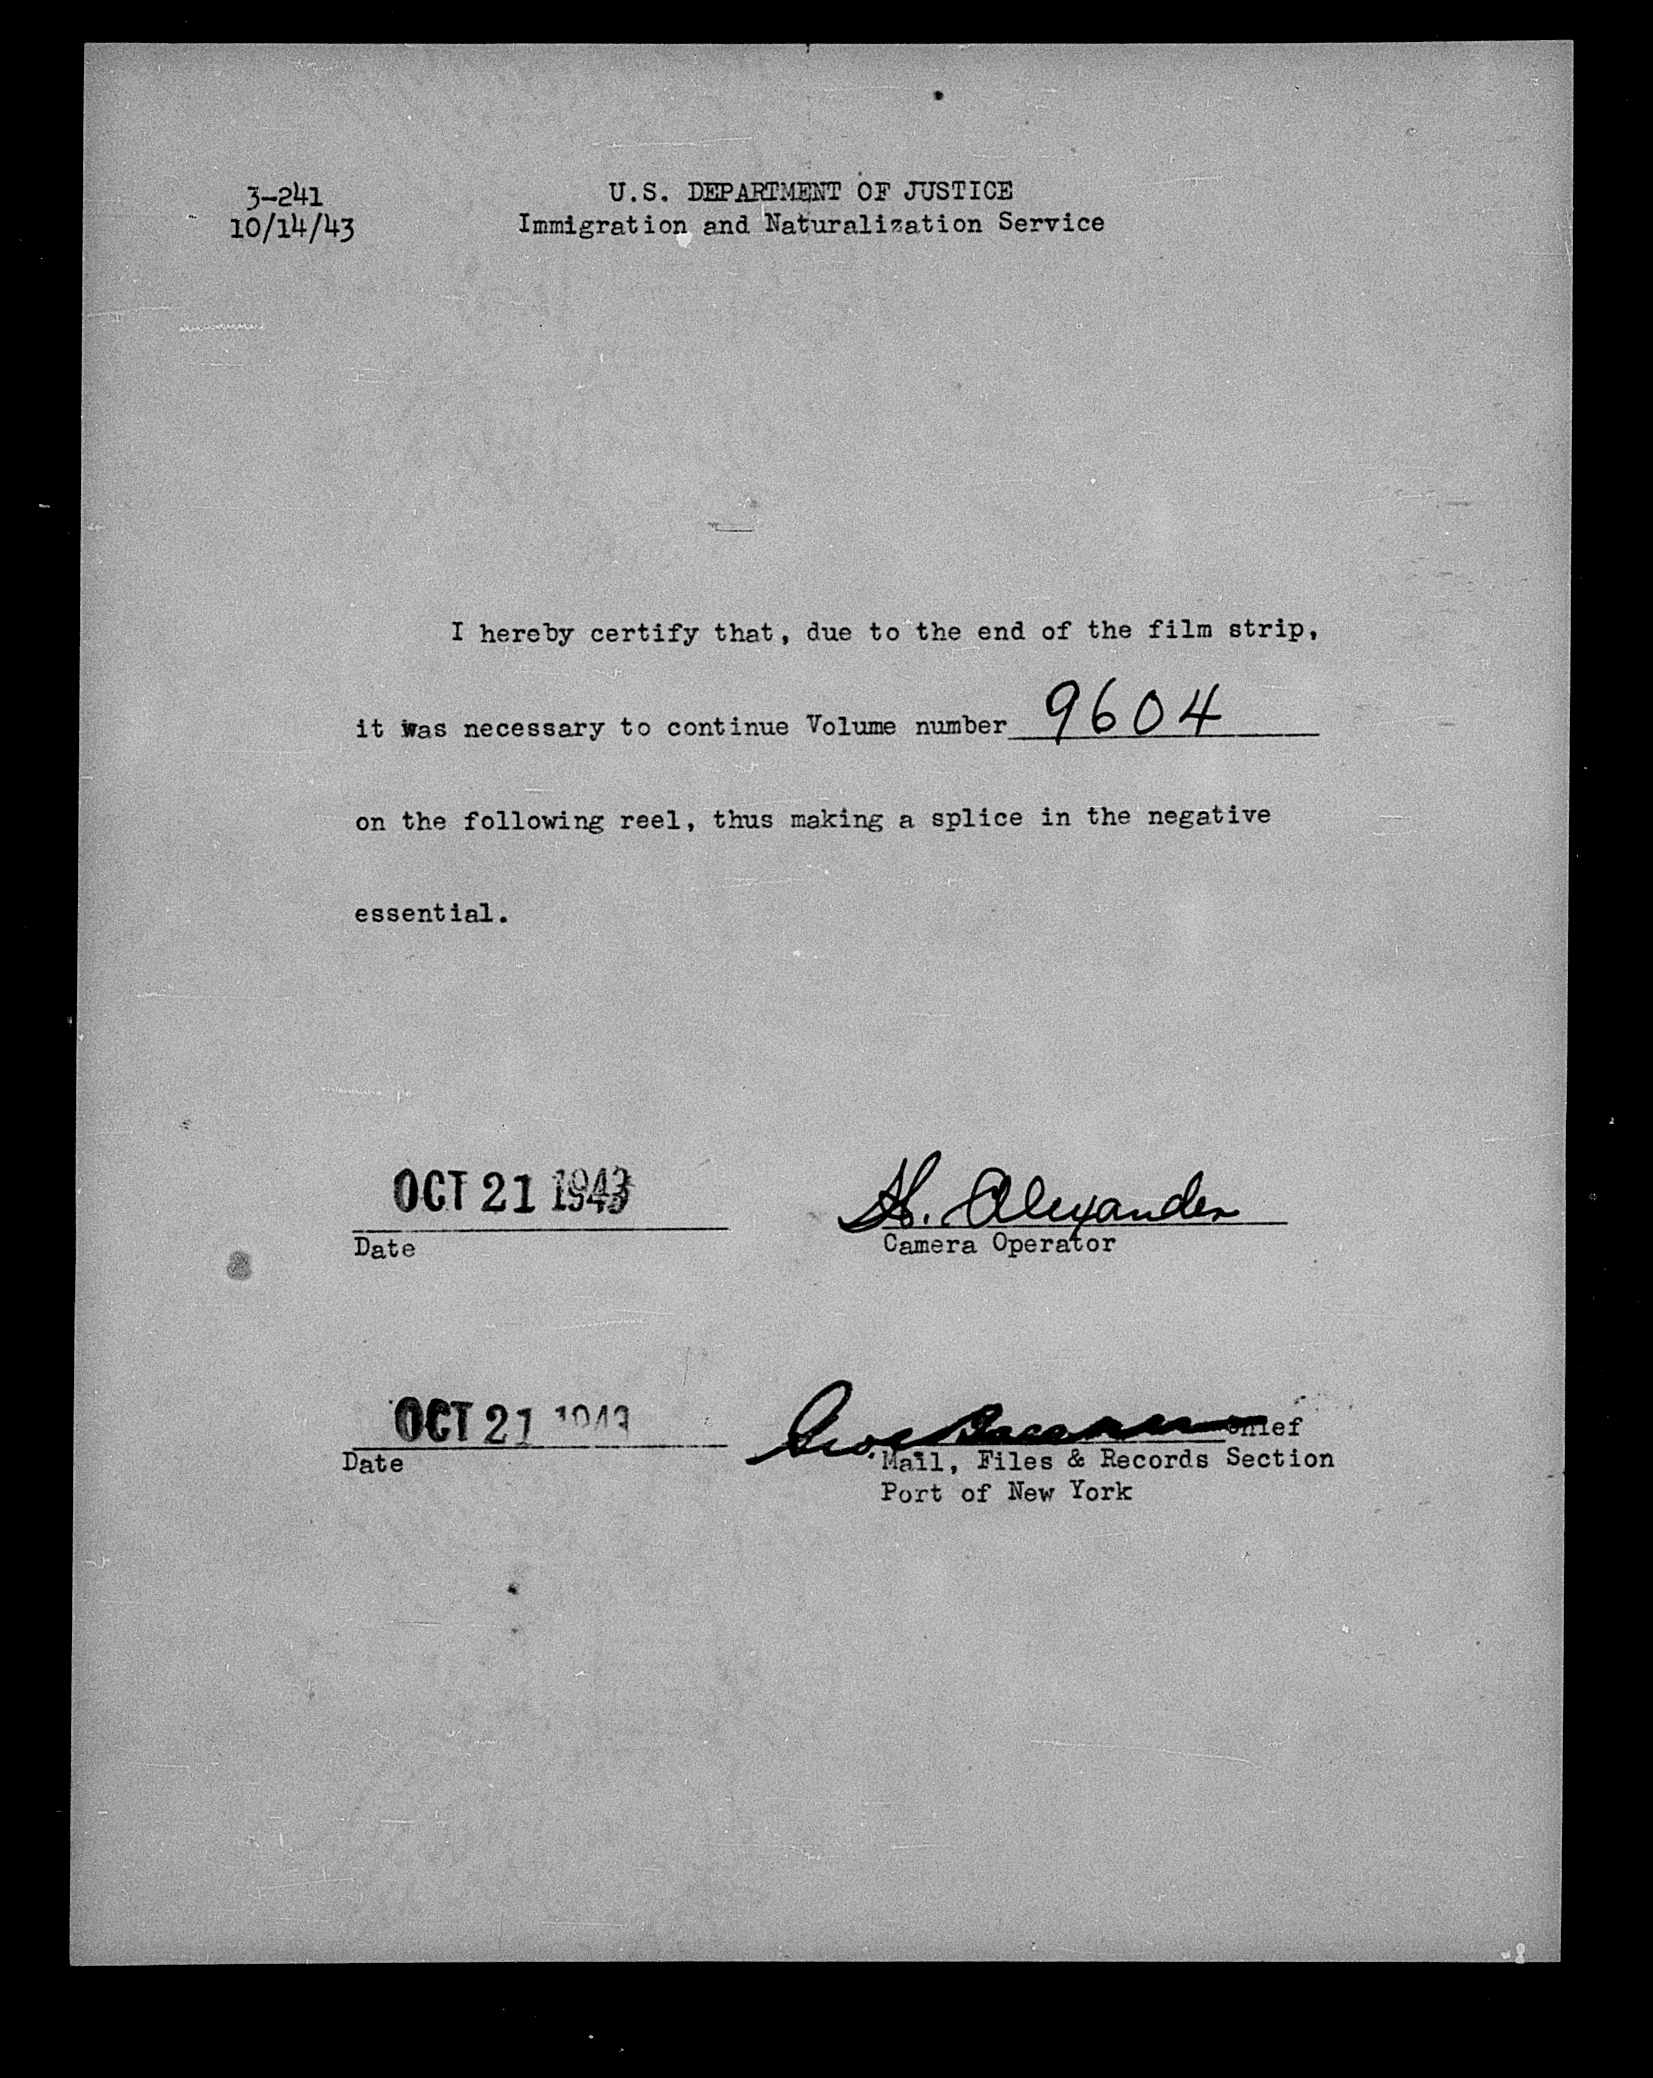 3-241
10/14/43
U.S. DEPARTMENT OF JUSTICE
Immigration and Naturalization Service
I hereby certify that, due to the end of the film strip,
it was necessary to continue Volume number 9604
on the following reel, thus making a splice in the negative
essential.
OCT 21 1943
Date
H. Alexander
Camera Operator
OCT 21 1943
Date
Chief
Mail, Files & Records Section
Port of New York